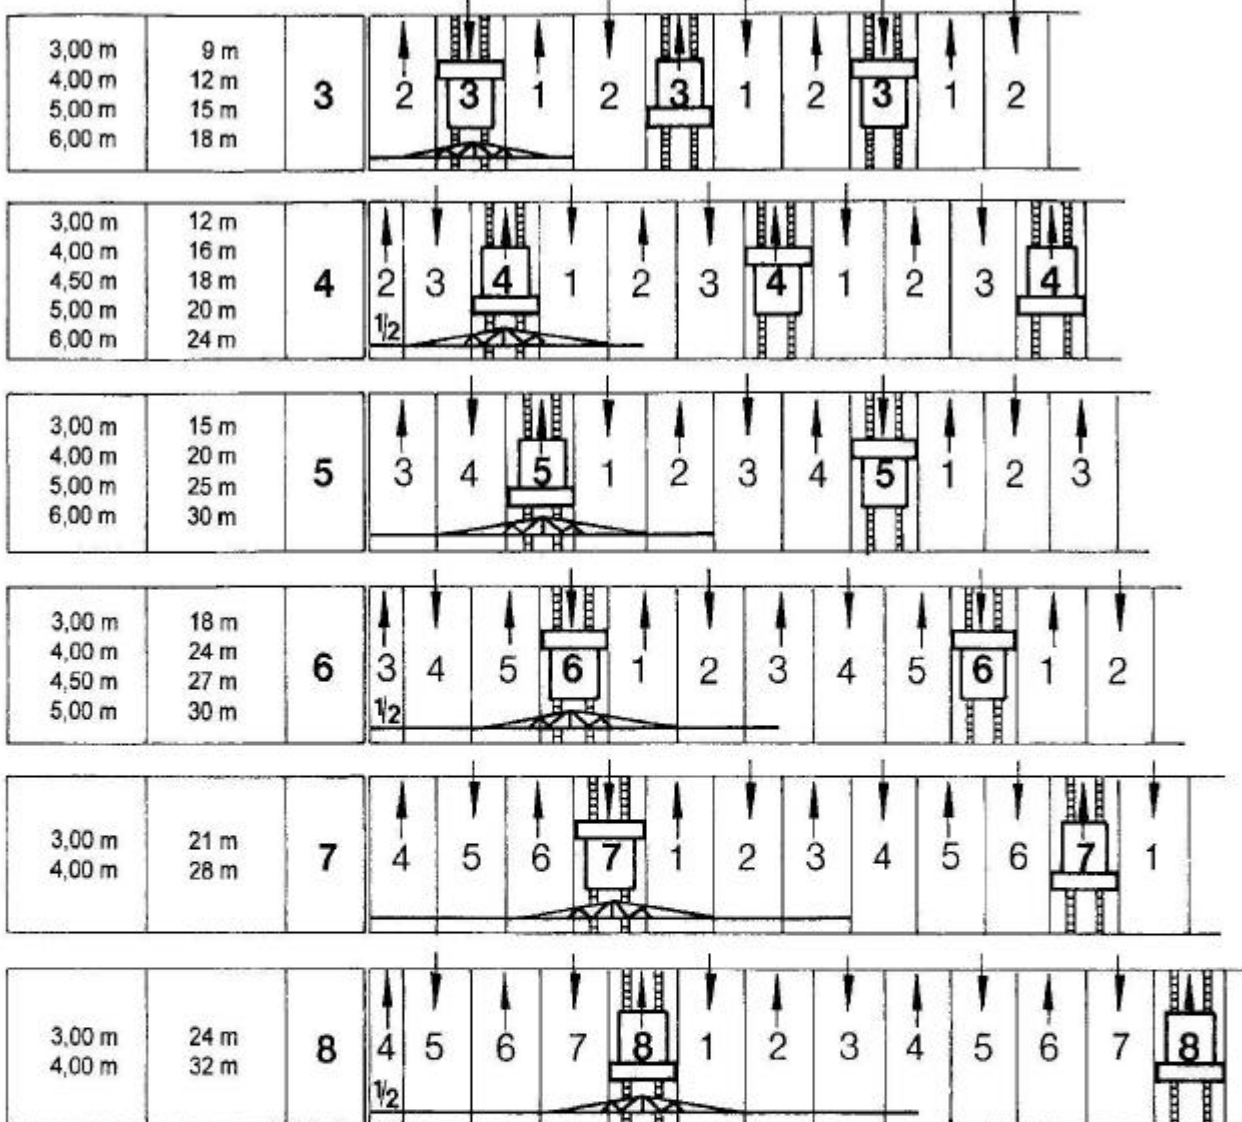 3,00 m 9 m
4,00 m 12 m
5,00 m 15 m
6,00 m 18 m
3
2 3 1 2 3 1 2 3 1 2
3,00 m 12 m
4,00 m 16 m
4,50 m 18 m
5,00 m 20 m
6,00 m 24 m
4
2 3 4 1 2 3 4 1 2 3 4
1/2
3,00 m 15 m
4,00 m 20 m
5,00 m 25 m
6,00 m 30 m
5
3 4 5 1 2 3 4 5 1 2 3
3,00 m 18 m
4,00 m 24 m
4,50 m 27 m
5,00 m 30 m
6
3 4 5 6 1 2 3 4 5 6 1 2
1/2
3,00 m 21 m
4,00 m 28 m
7
4 5 6 7 1 2 3 4 5 6 7 1
3,00 m 24 m
4,00 m 32 m
8
4 5 6 7 8 1 2 3 4 5 6 7 8
1/2